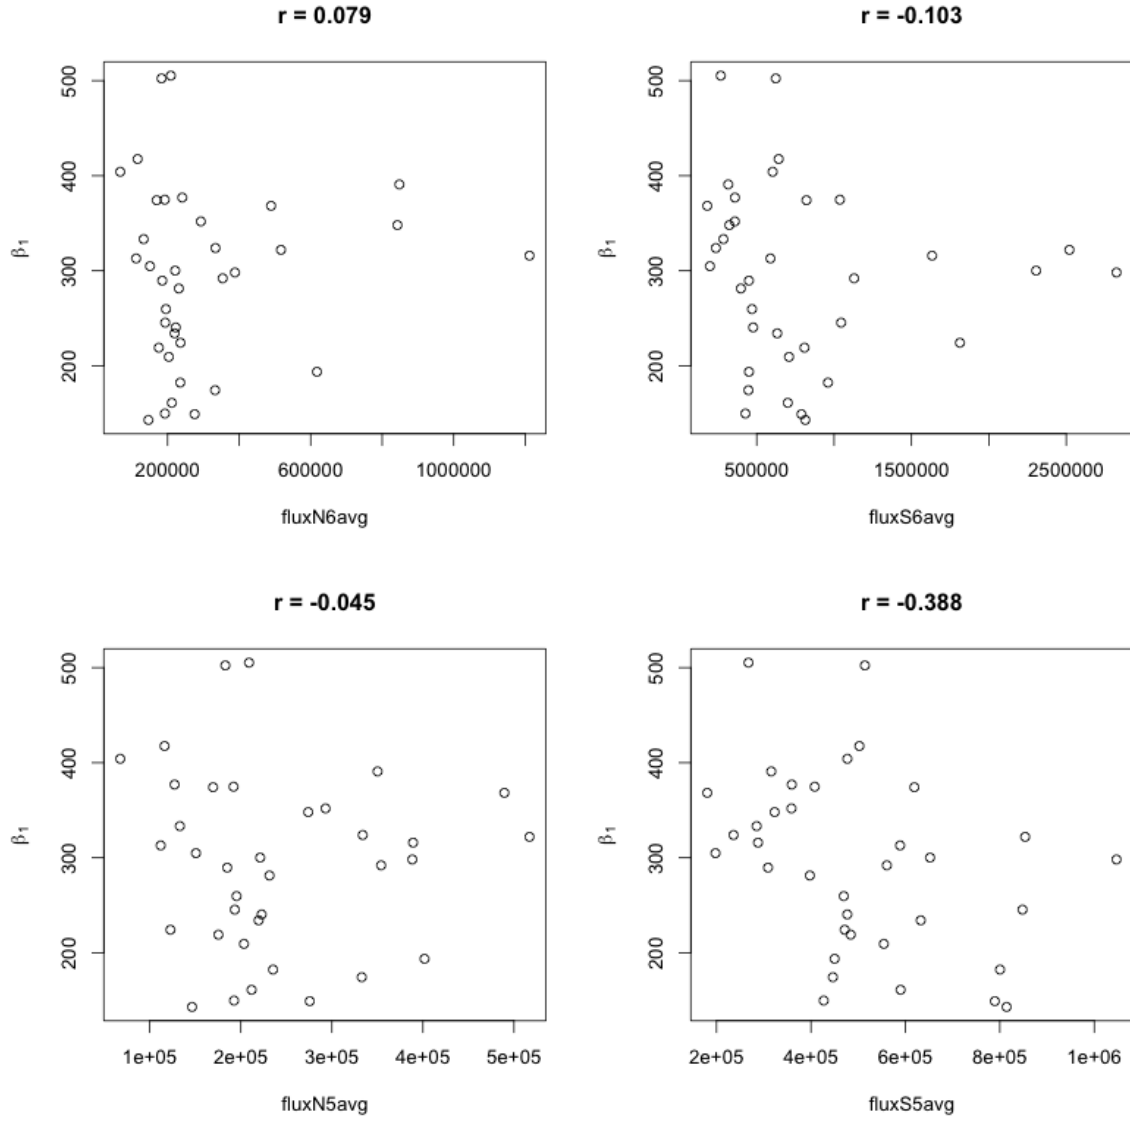 r = 0.079
500
400
300
200
β1
200000 600000 1000000
fluxN6avg
r = -0.103
500
400
300
200
β1
500000 1500000 2500000
fluxS6avg
r = -0.045
500
400
300
200
β1
1e+05 2e+05 3e+05 4e+05 5e+05
fluxN5avg
r = -0.388
500
400
300
200
β1
2e+05 4e+05 6e+05 8e+05 1e+06
fluxS5avg